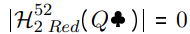 |ℋ⁵²₂ Red(Q♣)| = 0